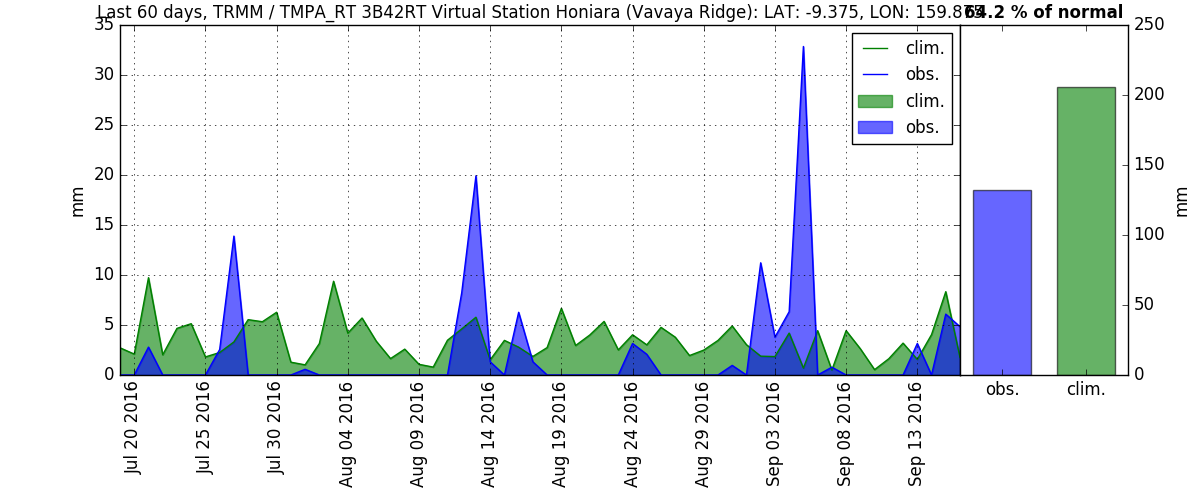 Last 60 days, TRMM / TMPA_RT 3B42RT Virtual Station Honiara (Vavaya Ridge): LAT: -9.375, LON: 159.875
64.2 % of normal
35
30
25
20
15
10
5
0
mm
clim.
obs.
clim.
obs.
250
200
150
100
50
0
mm
obs.
clim.
Jul 20 2016
Jul 25 2016
Jul 30 2016
Aug 04 2016
Aug 09 2016
Aug 14 2016
Aug 19 2016
Aug 24 2016
Aug 29 2016
Sep 03 2016
Sep 08 2016
Sep 13 2016